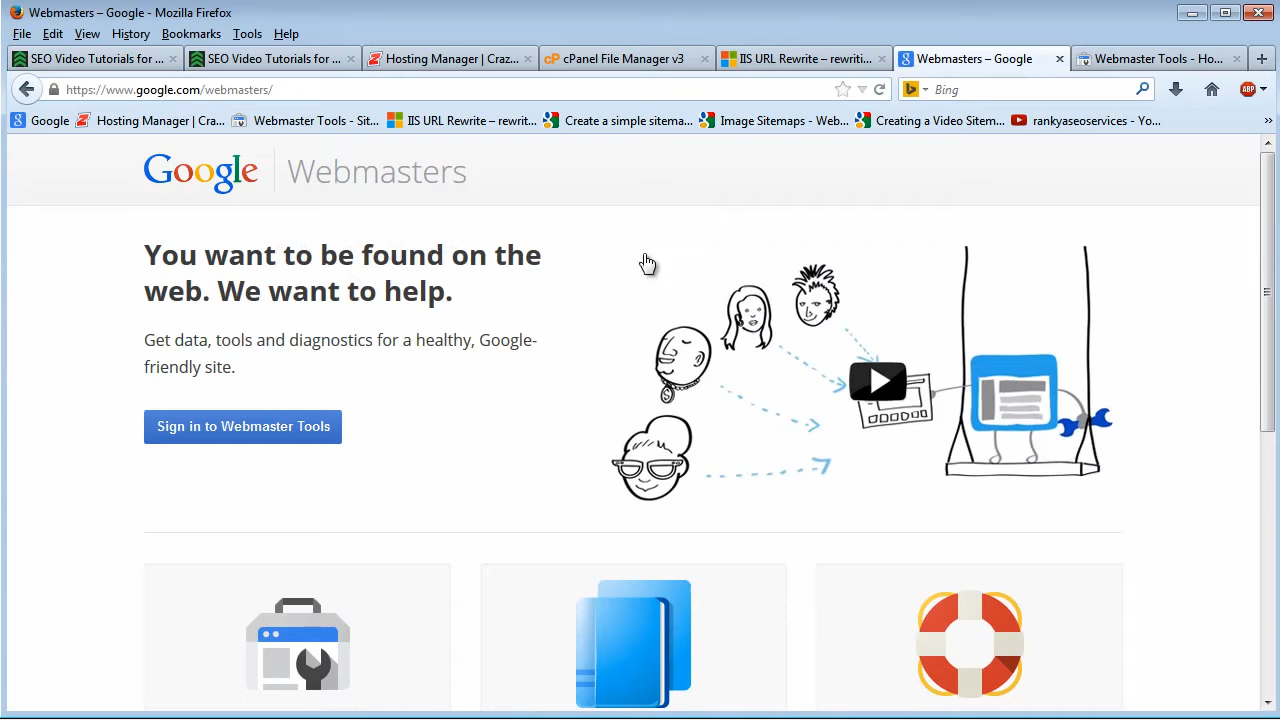 Webmasters – Google - Mozilla Firefox
File Edit View History Bookmarks Tools Help
SEO Video Tutorials for ...
SEO Video Tutorials for ...
Hosting Manager | Craz...
cPanel File Manager v3
IIS URL Rewrite – rewriti...
Webmasters – Google
Webmaster Tools - Ho...
https://www.google.com/webmasters/
Bing
ABP
Google
Hosting Manager | Cra...
Webmaster Tools - Sit...
IIS URL Rewrite – rewrit...
Create a simple sitema...
Image Sitemaps - Web...
Creating a Video Sitem...
rankyaseoservices - Yo...
Google Webmasters
You want to be found on the
web. We want to help.
Get data, tools and diagnostics for a healthy, Google-
friendly site.
Sign in to Webmaster Tools